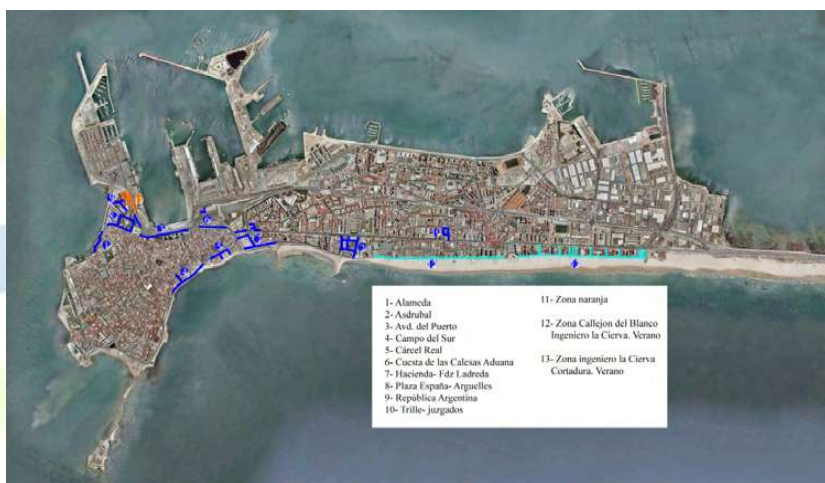 1- Alameda
2- Asdrubal
3- Avd. del Puerto
4- Campo del Sur
5- Cárcel Real
6- Cuesta de las Calesas Aduana
7- Hacienda- Fdz Ladreda
8- Plaza España- Arguelles
9- República Argentina
10- Trille- juzgados
11- Zona naranja
12- Zona Callejon del Blanco
Ingeniero la Cierva. Verano
13- Zona ingeniero la Cierva
Cortadura. Verano